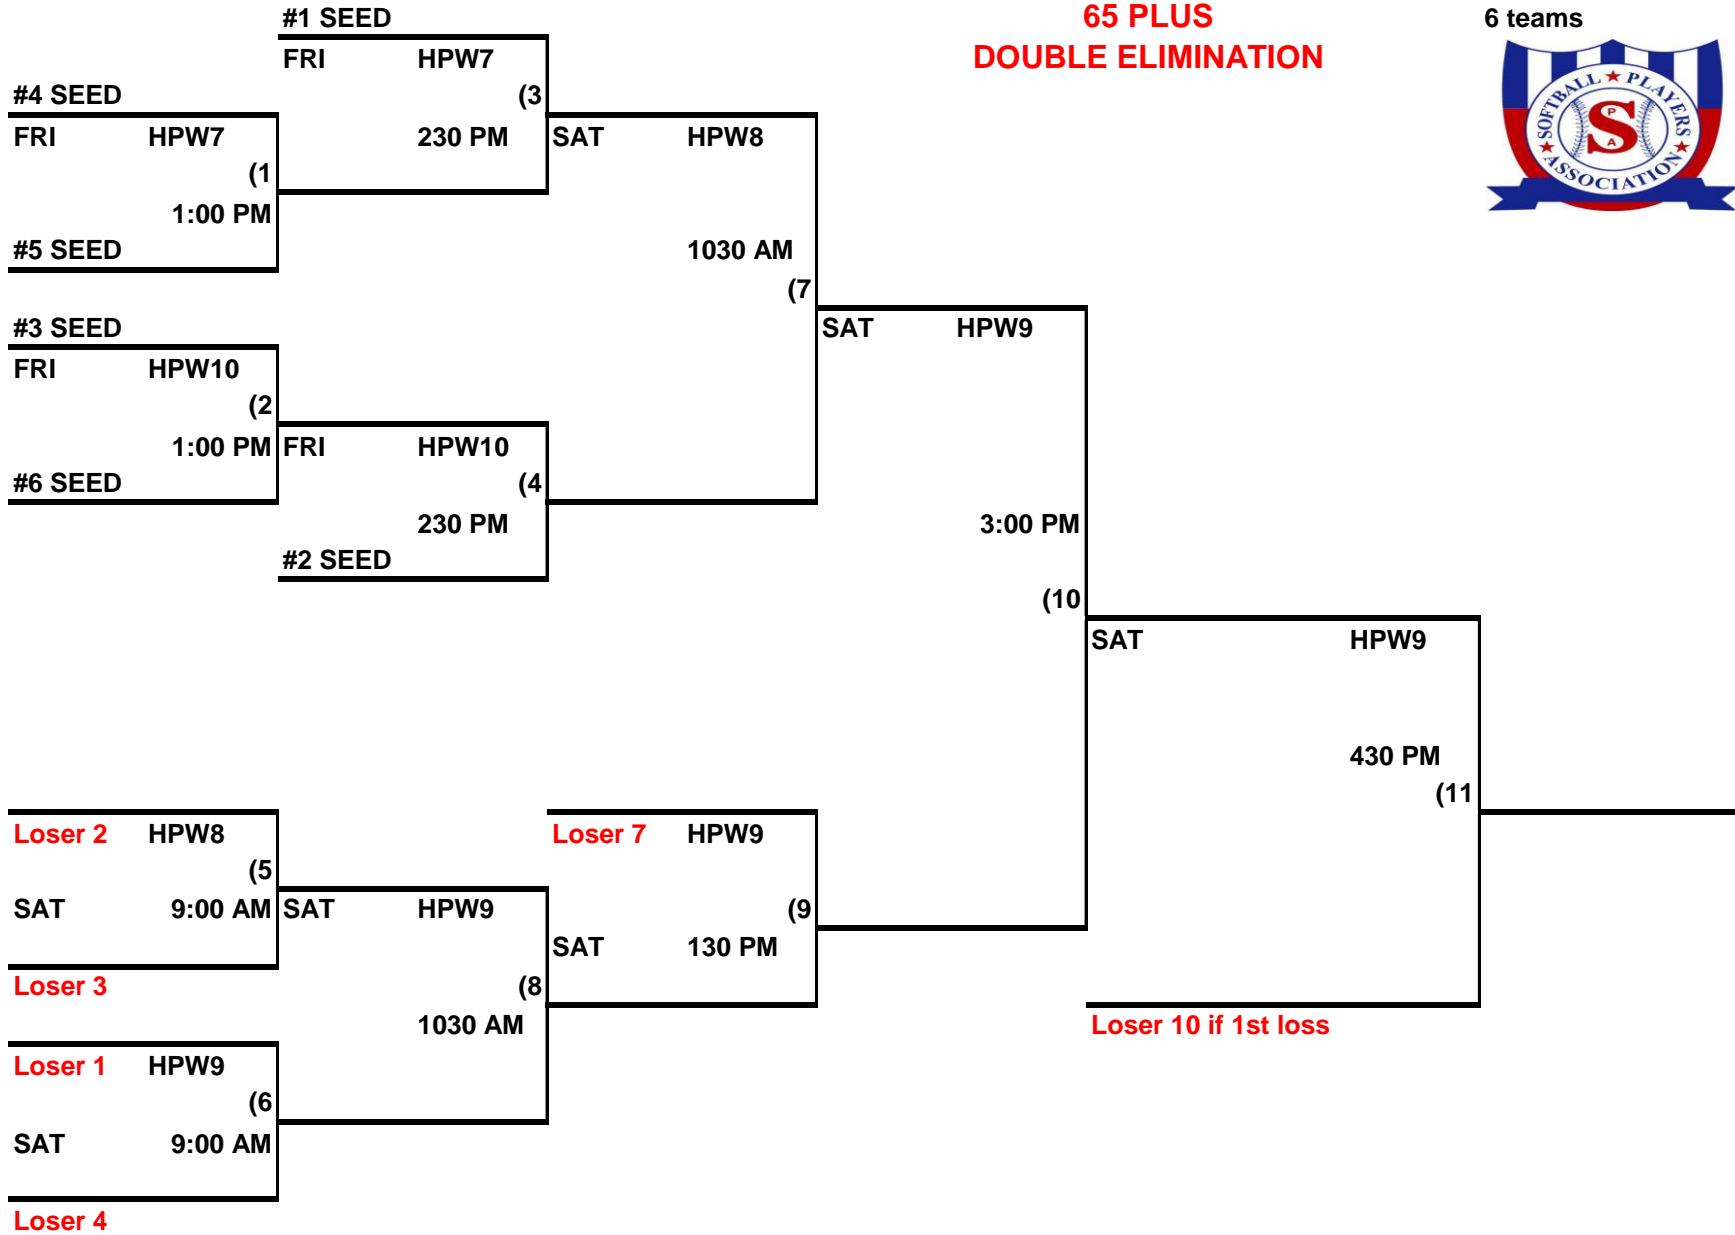 #1 SEED
65 PLUS
6 teams
FRI HPW7
DOUBLE ELIMINATION
#4 SEED
(3
SOFTBALL ★ PLAYERS ★ ASSOCIATION ★
S
P
A
FRI HPW7
230 PM
SAT HPW8
(1
1:00 PM
#5 SEED
1030 AM
(7
#3 SEED
SAT HPW9
FRI HPW10
(2
1:00 PM
FRI HPW10
#6 SEED
(4
230 PM
3:00 PM
#2 SEED
(10
SAT HPW9
430 PM
(11
Loser 2 HPW8
Loser 7 HPW9
(5
SAT 9:00 AM
SAT HPW9
(9
SAT 130 PM
Loser 3
(8
1030 AM
Loser 10 if 1st loss
Loser 1 HPW9
(6
SAT 9:00 AM
Loser 4